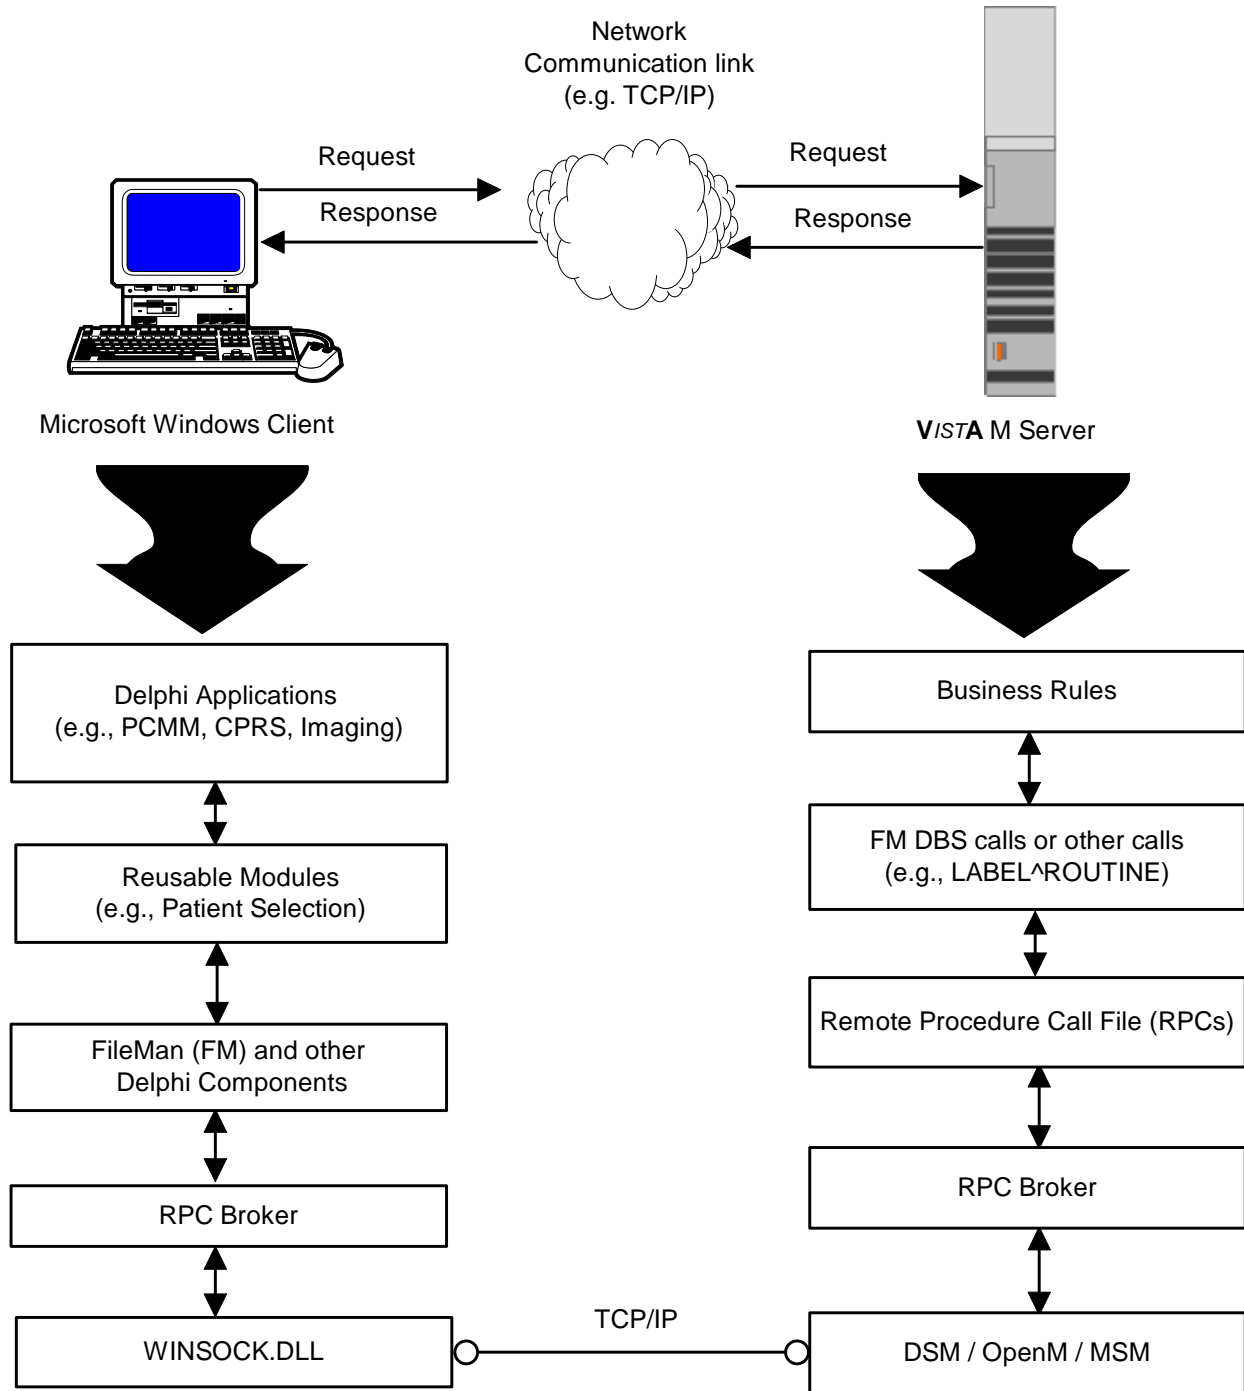 Network
Communication link
(e.g. TCP/IP)
Request
Request
Response
Response
Microsoft Windows Client
VISTA M Server
Delphi Applications
(e.g., PCMM, CPRS, Imaging)
Business Rules
Reusable Modules
(e.g., Patient Selection)
FM DBS calls or other calls
(e.g., LABEL^ROUTINE)
FileMan (FM) and other
Delphi Components
Remote Procedure Call File (RPCs)
RPC Broker
RPC Broker
TCP/IP
WINSOCK.DLL
DSM / OpenM / MSM